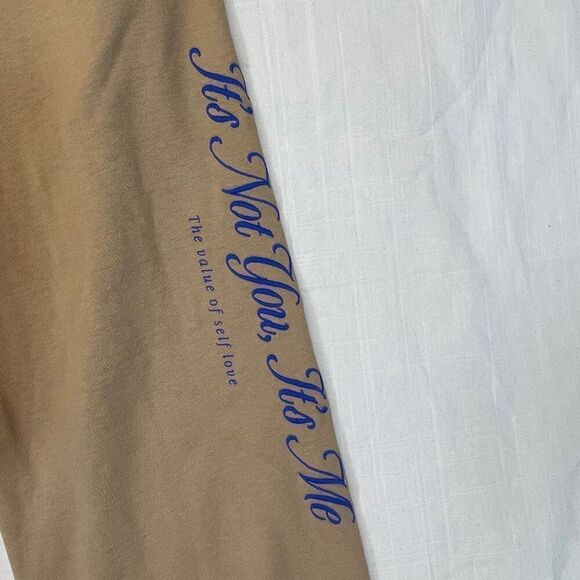 It's Not You, It's Me
The value of self love